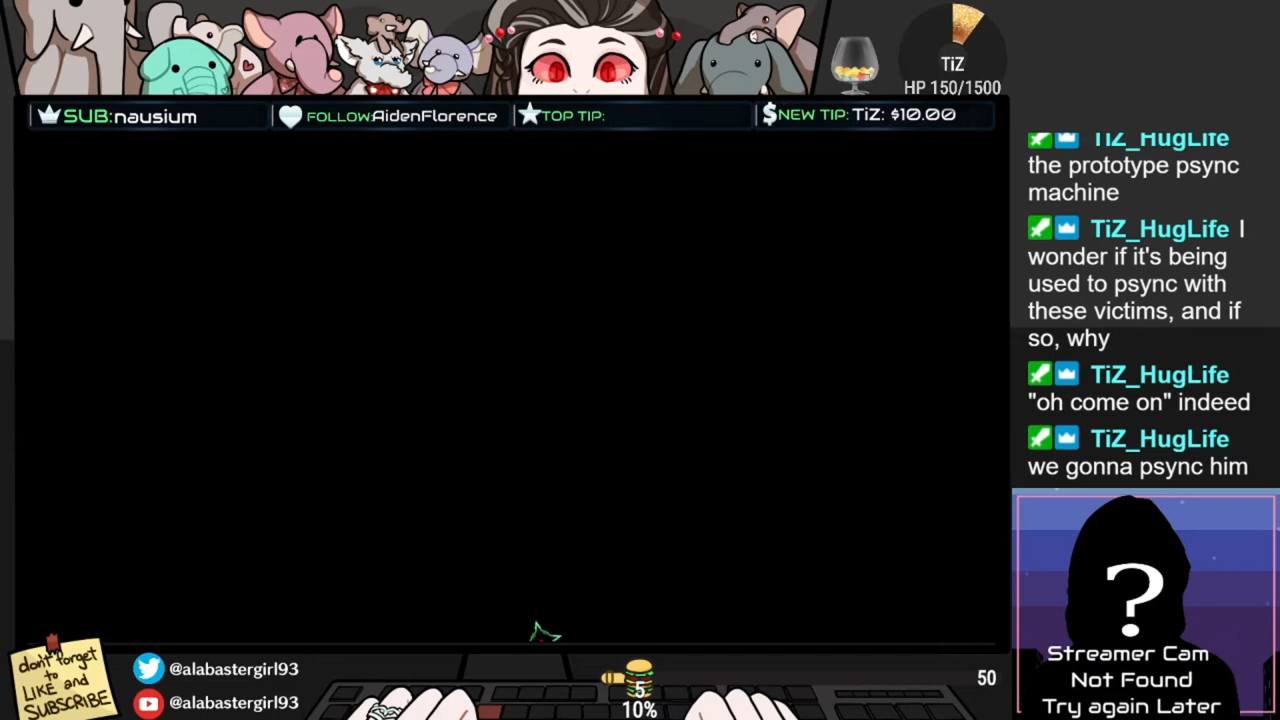 TiZ
HP 150/1500
SUB:nausium
FOLLOW:AidenFlorence
TOP TIP:
$NEW TIP: TiZ: $10.00
TiZ_HugLife
the prototype psync
machine
TiZ_HugLife I
wonder if it's being
used to psync with
these victims, and if
so, why
TiZ_HugLife
"oh come on" indeed
TiZ_HugLife
we gonna psync him
?
Streamer Cam
Not Found
Try again Later
don't forget
to
LIKE and
SUBSCRIBE
@alabastergirl93
@alabastergirl93
5
10%
50